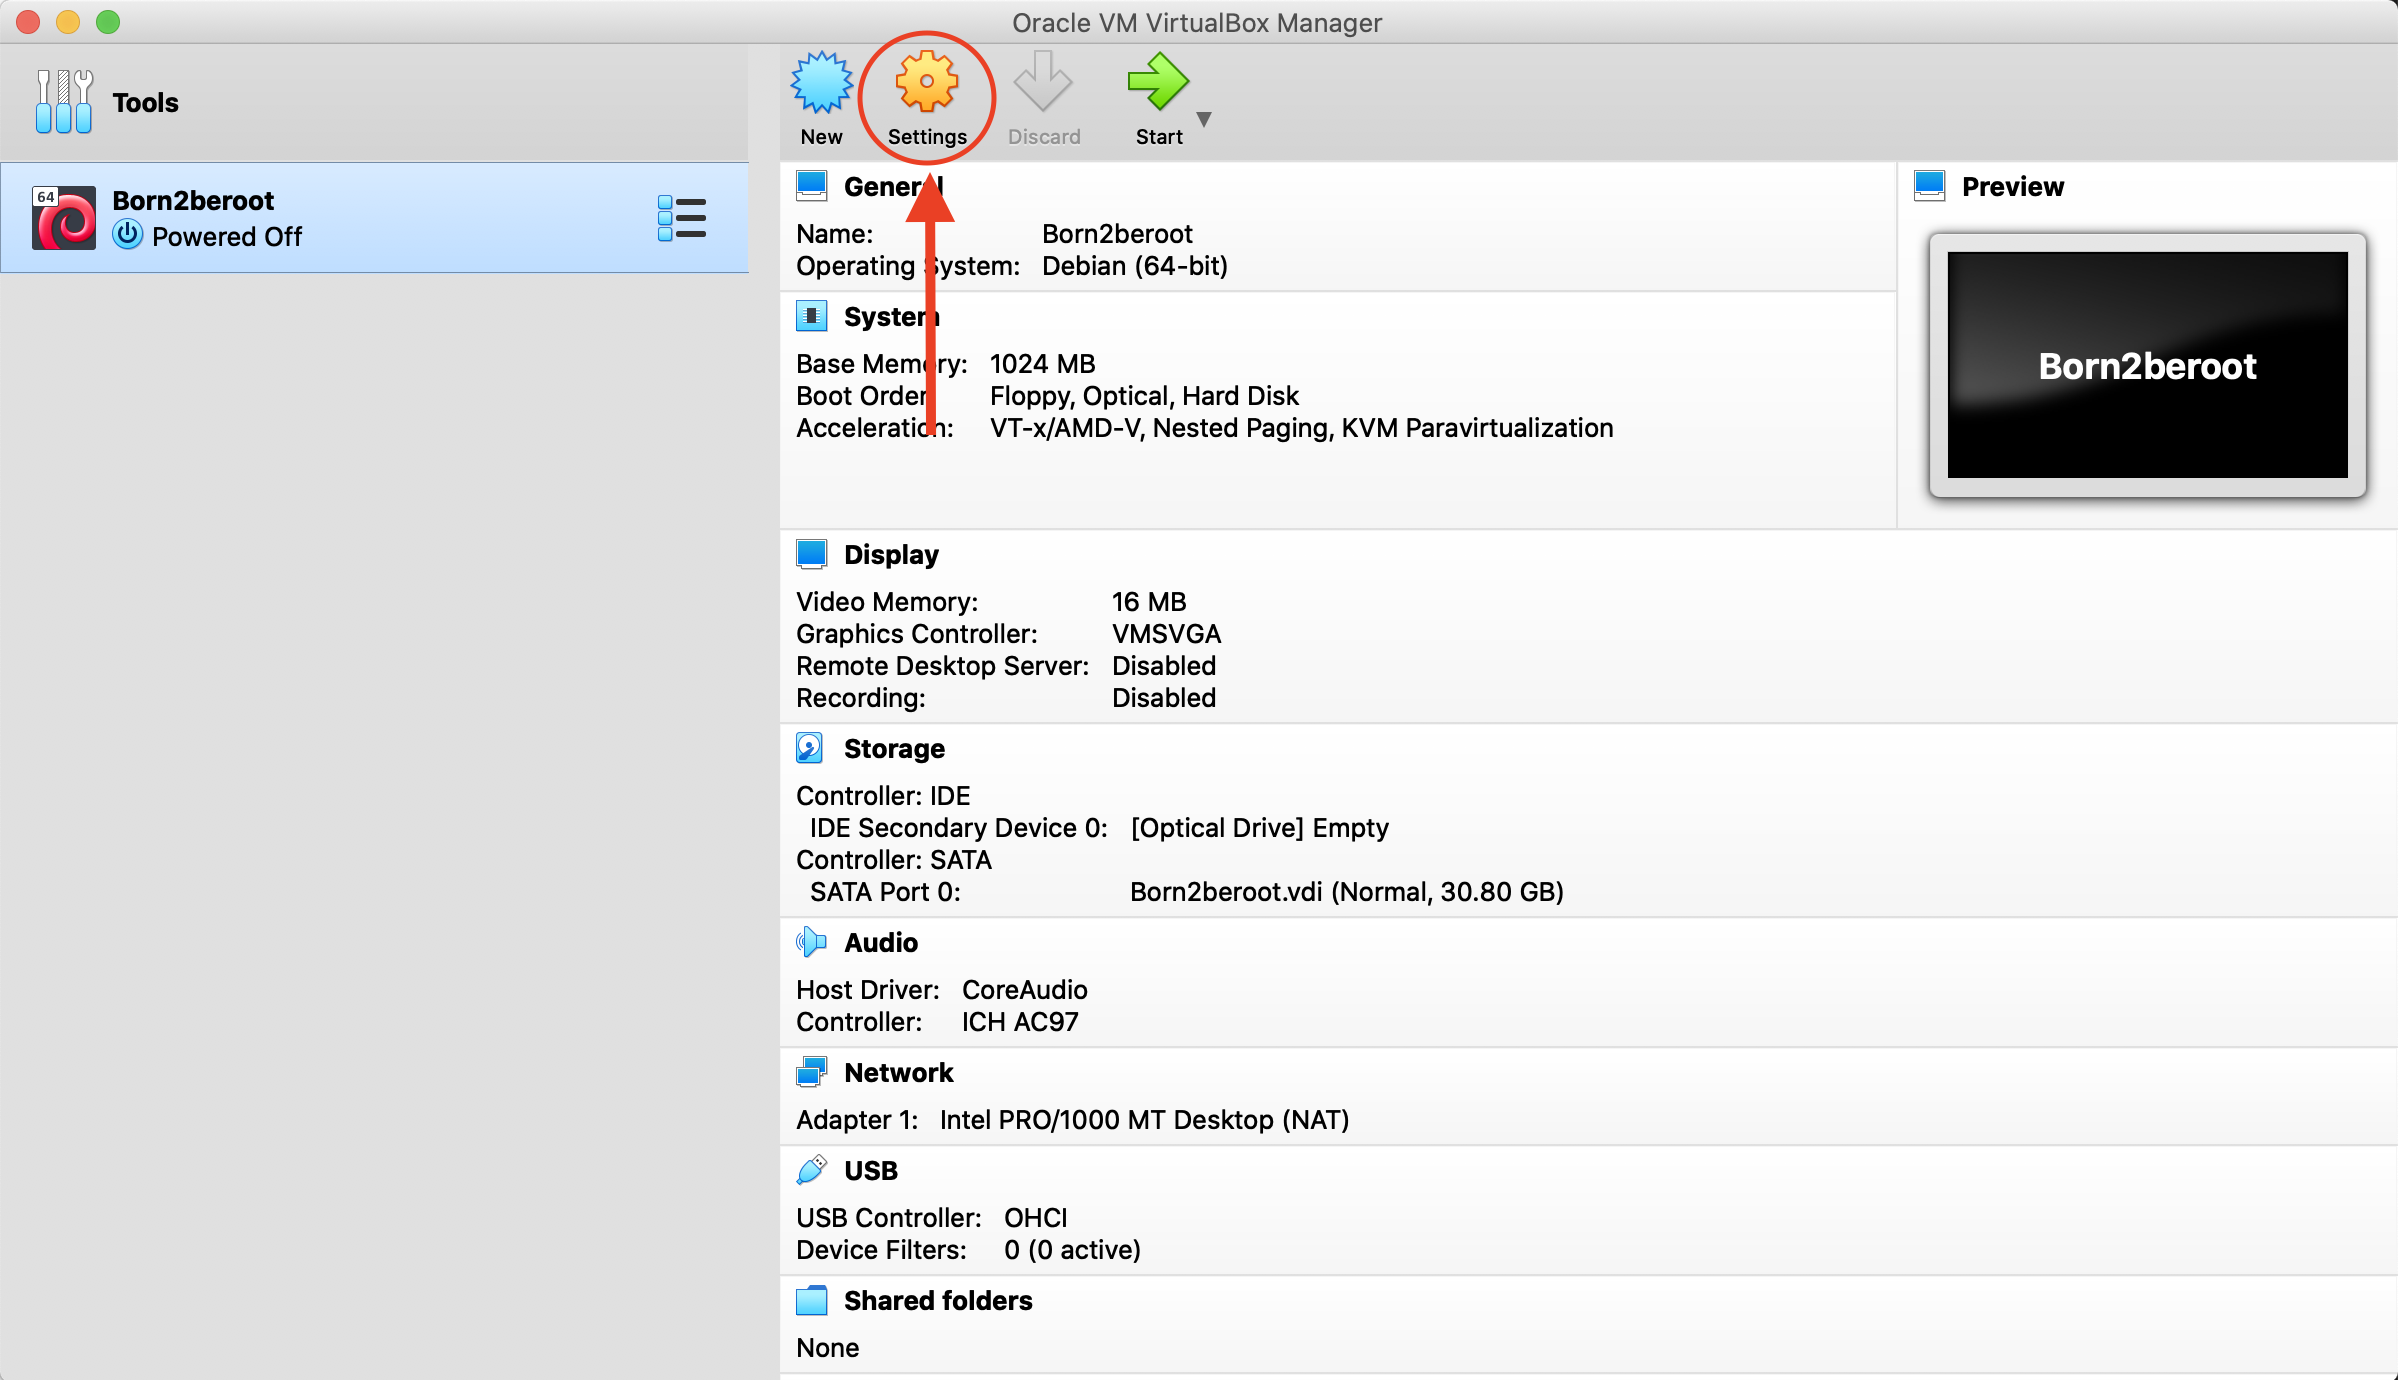 Oracle VM VirtualBox Manager
Tools
New
Settings
Discard
Start
64
Born2beroot
Powered Off
General
Name: Born2beroot
Operating System: Debian (64-bit)
System
Base Memory: 1024 MB
Boot Order: Floppy, Optical, Hard Disk
Acceleration: VT-x/AMD-V, Nested Paging, KVM Paravirtualization
Preview
Born2beroot
Display
Video Memory: 16 MB
Graphics Controller: VMSVGA
Remote Desktop Server: Disabled
Recording: Disabled
Storage
Controller: IDE
IDE Secondary Device 0: [Optical Drive] Empty
Controller: SATA
SATA Port 0: Born2beroot.vdi (Normal, 30.80 GB)
Audio
Host Driver: CoreAudio
Controller: ICH AC97
Network
Adapter 1: Intel PRO/1000 MT Desktop (NAT)
USB
USB Controller: OHCI
Device Filters: 0 (0 active)
Shared folders
None